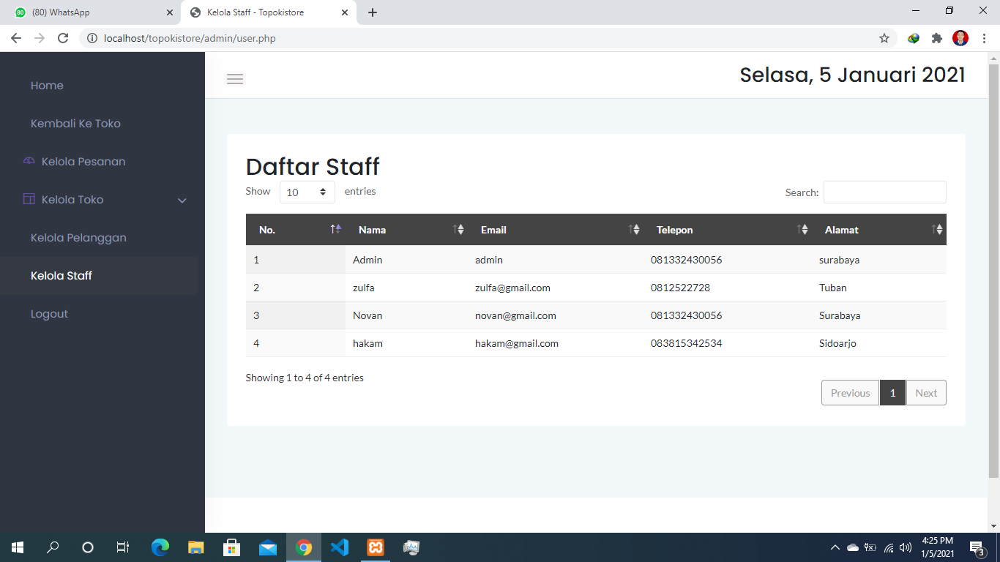 (80) WhatsApp
Kelola Staff - Topokistore
localhost/topokistore/admin/user.php
Selasa, 5 Januari 2021
Home
Kembali Ke Toko
Kelola Pesanan
Kelola Toko
Kelola Pelanggan
Kelola Staff
Logout
Daftar Staff
Show 10 entries
Search:
No. Nama Email Telepon Alamat
1 Admin admin 081332430056 surabaya
2 zulfa zulfa@gmail.com 0812522728 Tuban
3 Novan novan@gmail.com 081332430056 Surabaya
4 hakam hakam@gmail.com 083815342534 Sidoarjo
Showing 1 to 4 of 4 entries
Previous 1 Next
4:25 PM
1/5/2021
3